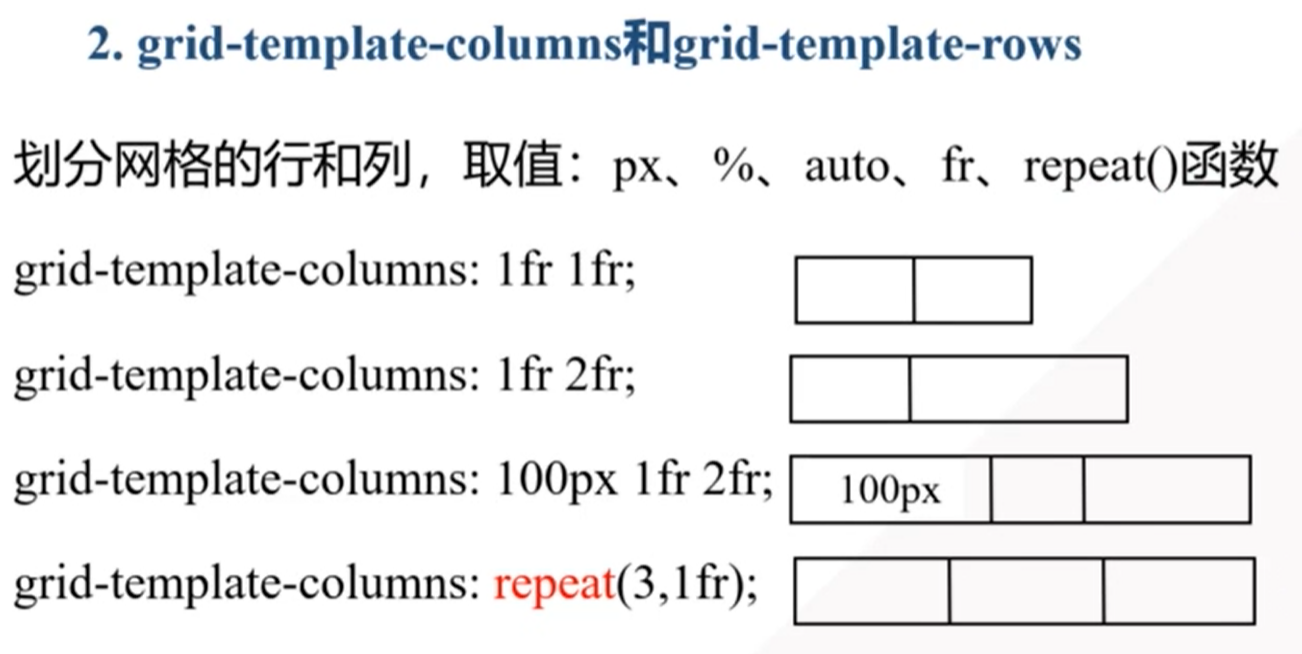 2. grid-template-columns和grid-template-rows
划分网格的行和列，取值：px、%、auto、fr、repeat()函数
grid-template-columns: 1fr 1fr;
grid-template-columns: 1fr 2fr;
grid-template-columns: 100px 1fr 2fr;
100px
grid-template-columns: repeat(3,1fr);